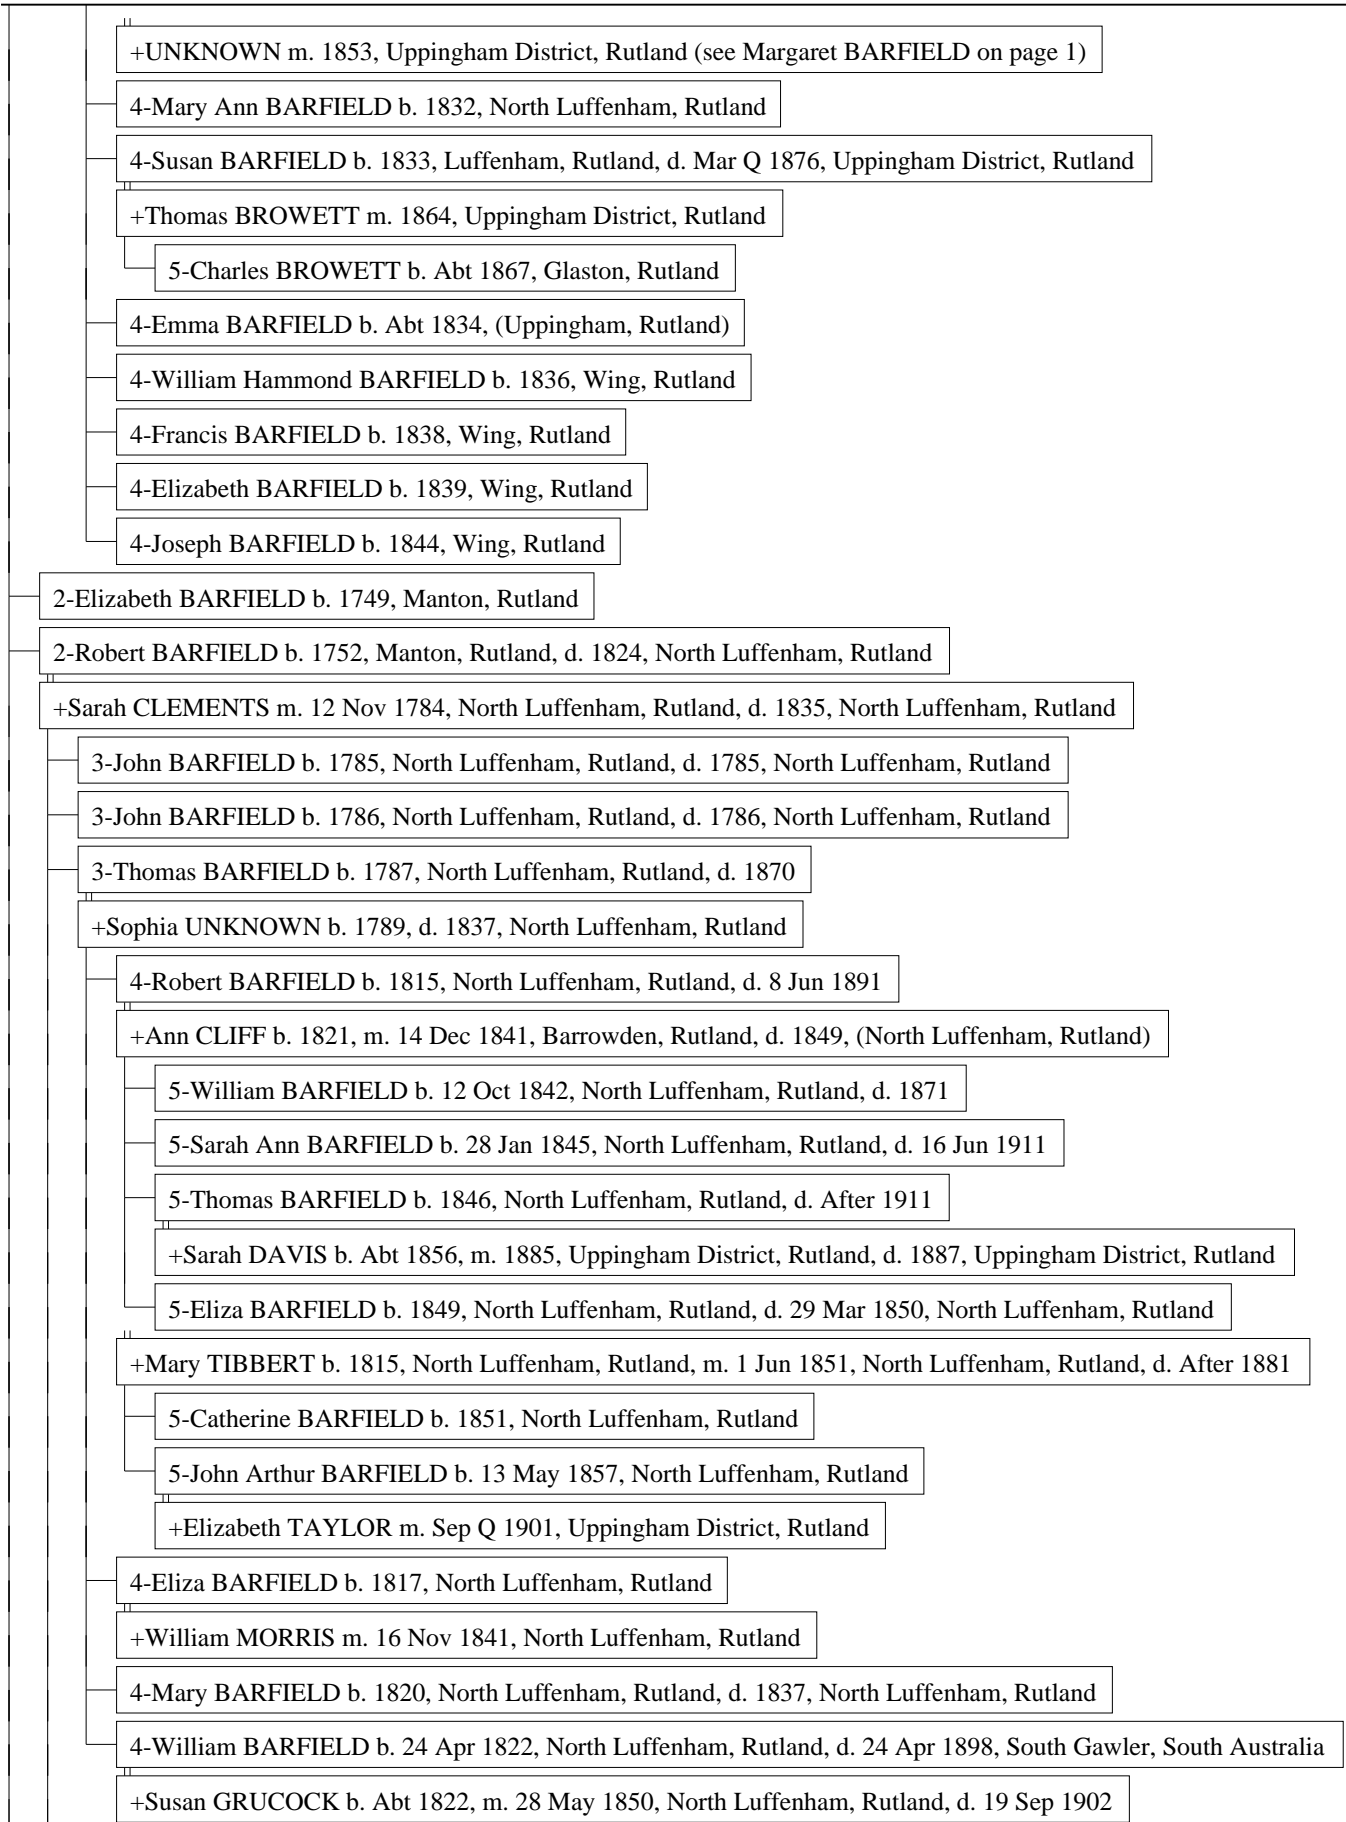 +UNKNOWN m. 1853, Uppingham District, Rutland (see Margaret BARFIELD on page 1)
4-Mary Ann BARFIELD b. 1832, North Luffenham, Rutland
4-Susan BARFIELD b. 1833, Luffenham, Rutland, d. Mar Q 1876, Uppingham District, Rutland
+Thomas BROWETT m. 1864, Uppingham District, Rutland
5-Charles BROWETT b. Abt 1867, Glaston, Rutland
4-Emma BARFIELD b. Abt 1834, (Uppingham, Rutland)
4-William Hammond BARFIELD b. 1836, Wing, Rutland
4-Francis BARFIELD b. 1838, Wing, Rutland
4-Elizabeth BARFIELD b. 1839, Wing, Rutland
4-Joseph BARFIELD b. 1844, Wing, Rutland
2-Elizabeth BARFIELD b. 1749, Manton, Rutland
2-Robert BARFIELD b. 1752, Manton, Rutland, d. 1824, North Luffenham, Rutland
+Sarah CLEMENTS m. 12 Nov 1784, North Luffenham, Rutland, d. 1835, North Luffenham, Rutland
3-John BARFIELD b. 1785, North Luffenham, Rutland, d. 1785, North Luffenham, Rutland
3-John BARFIELD b. 1786, North Luffenham, Rutland, d. 1786, North Luffenham, Rutland
3-Thomas BARFIELD b. 1787, North Luffenham, Rutland, d. 1870
+Sophia UNKNOWN b. 1789, d. 1837, North Luffenham, Rutland
4-Robert BARFIELD b. 1815, North Luffenham, Rutland, d. 8 Jun 1891
+Ann CLIFF b. 1821, m. 14 Dec 1841, Barrowden, Rutland, d. 1849, (North Luffenham, Rutland)
5-William BARFIELD b. 12 Oct 1842, North Luffenham, Rutland, d. 1871
5-Sarah Ann BARFIELD b. 28 Jan 1845, North Luffenham, Rutland, d. 16 Jun 1911
5-Thomas BARFIELD b. 1846, North Luffenham, Rutland, d. After 1911
+Sarah DAVIS b. Abt 1856, m. 1885, Uppingham District, Rutland, d. 1887, Uppingham District, Rutland
5-Eliza BARFIELD b. 1849, North Luffenham, Rutland, d. 29 Mar 1850, North Luffenham, Rutland
+Mary TIBBERT b. 1815, North Luffenham, Rutland, m. 1 Jun 1851, North Luffenham, Rutland, d. After 1881
5-Catherine BARFIELD b. 1851, North Luffenham, Rutland
5-John Arthur BARFIELD b. 13 May 1857, North Luffenham, Rutland
+Elizabeth TAYLOR m. Sep Q 1901, Uppingham District, Rutland
4-Eliza BARFIELD b. 1817, North Luffenham, Rutland
+William MORRIS m. 16 Nov 1841, North Luffenham, Rutland
4-Mary BARFIELD b. 1820, North Luffenham, Rutland, d. 1837, North Luffenham, Rutland
4-William BARFIELD b. 24 Apr 1822, North Luffenham, Rutland, d. 24 Apr 1898, South Gawler, South Australia
+Susan GRUCOCK b. Abt 1822, m. 28 May 1850, North Luffenham, Rutland, d. 19 Sep 1902